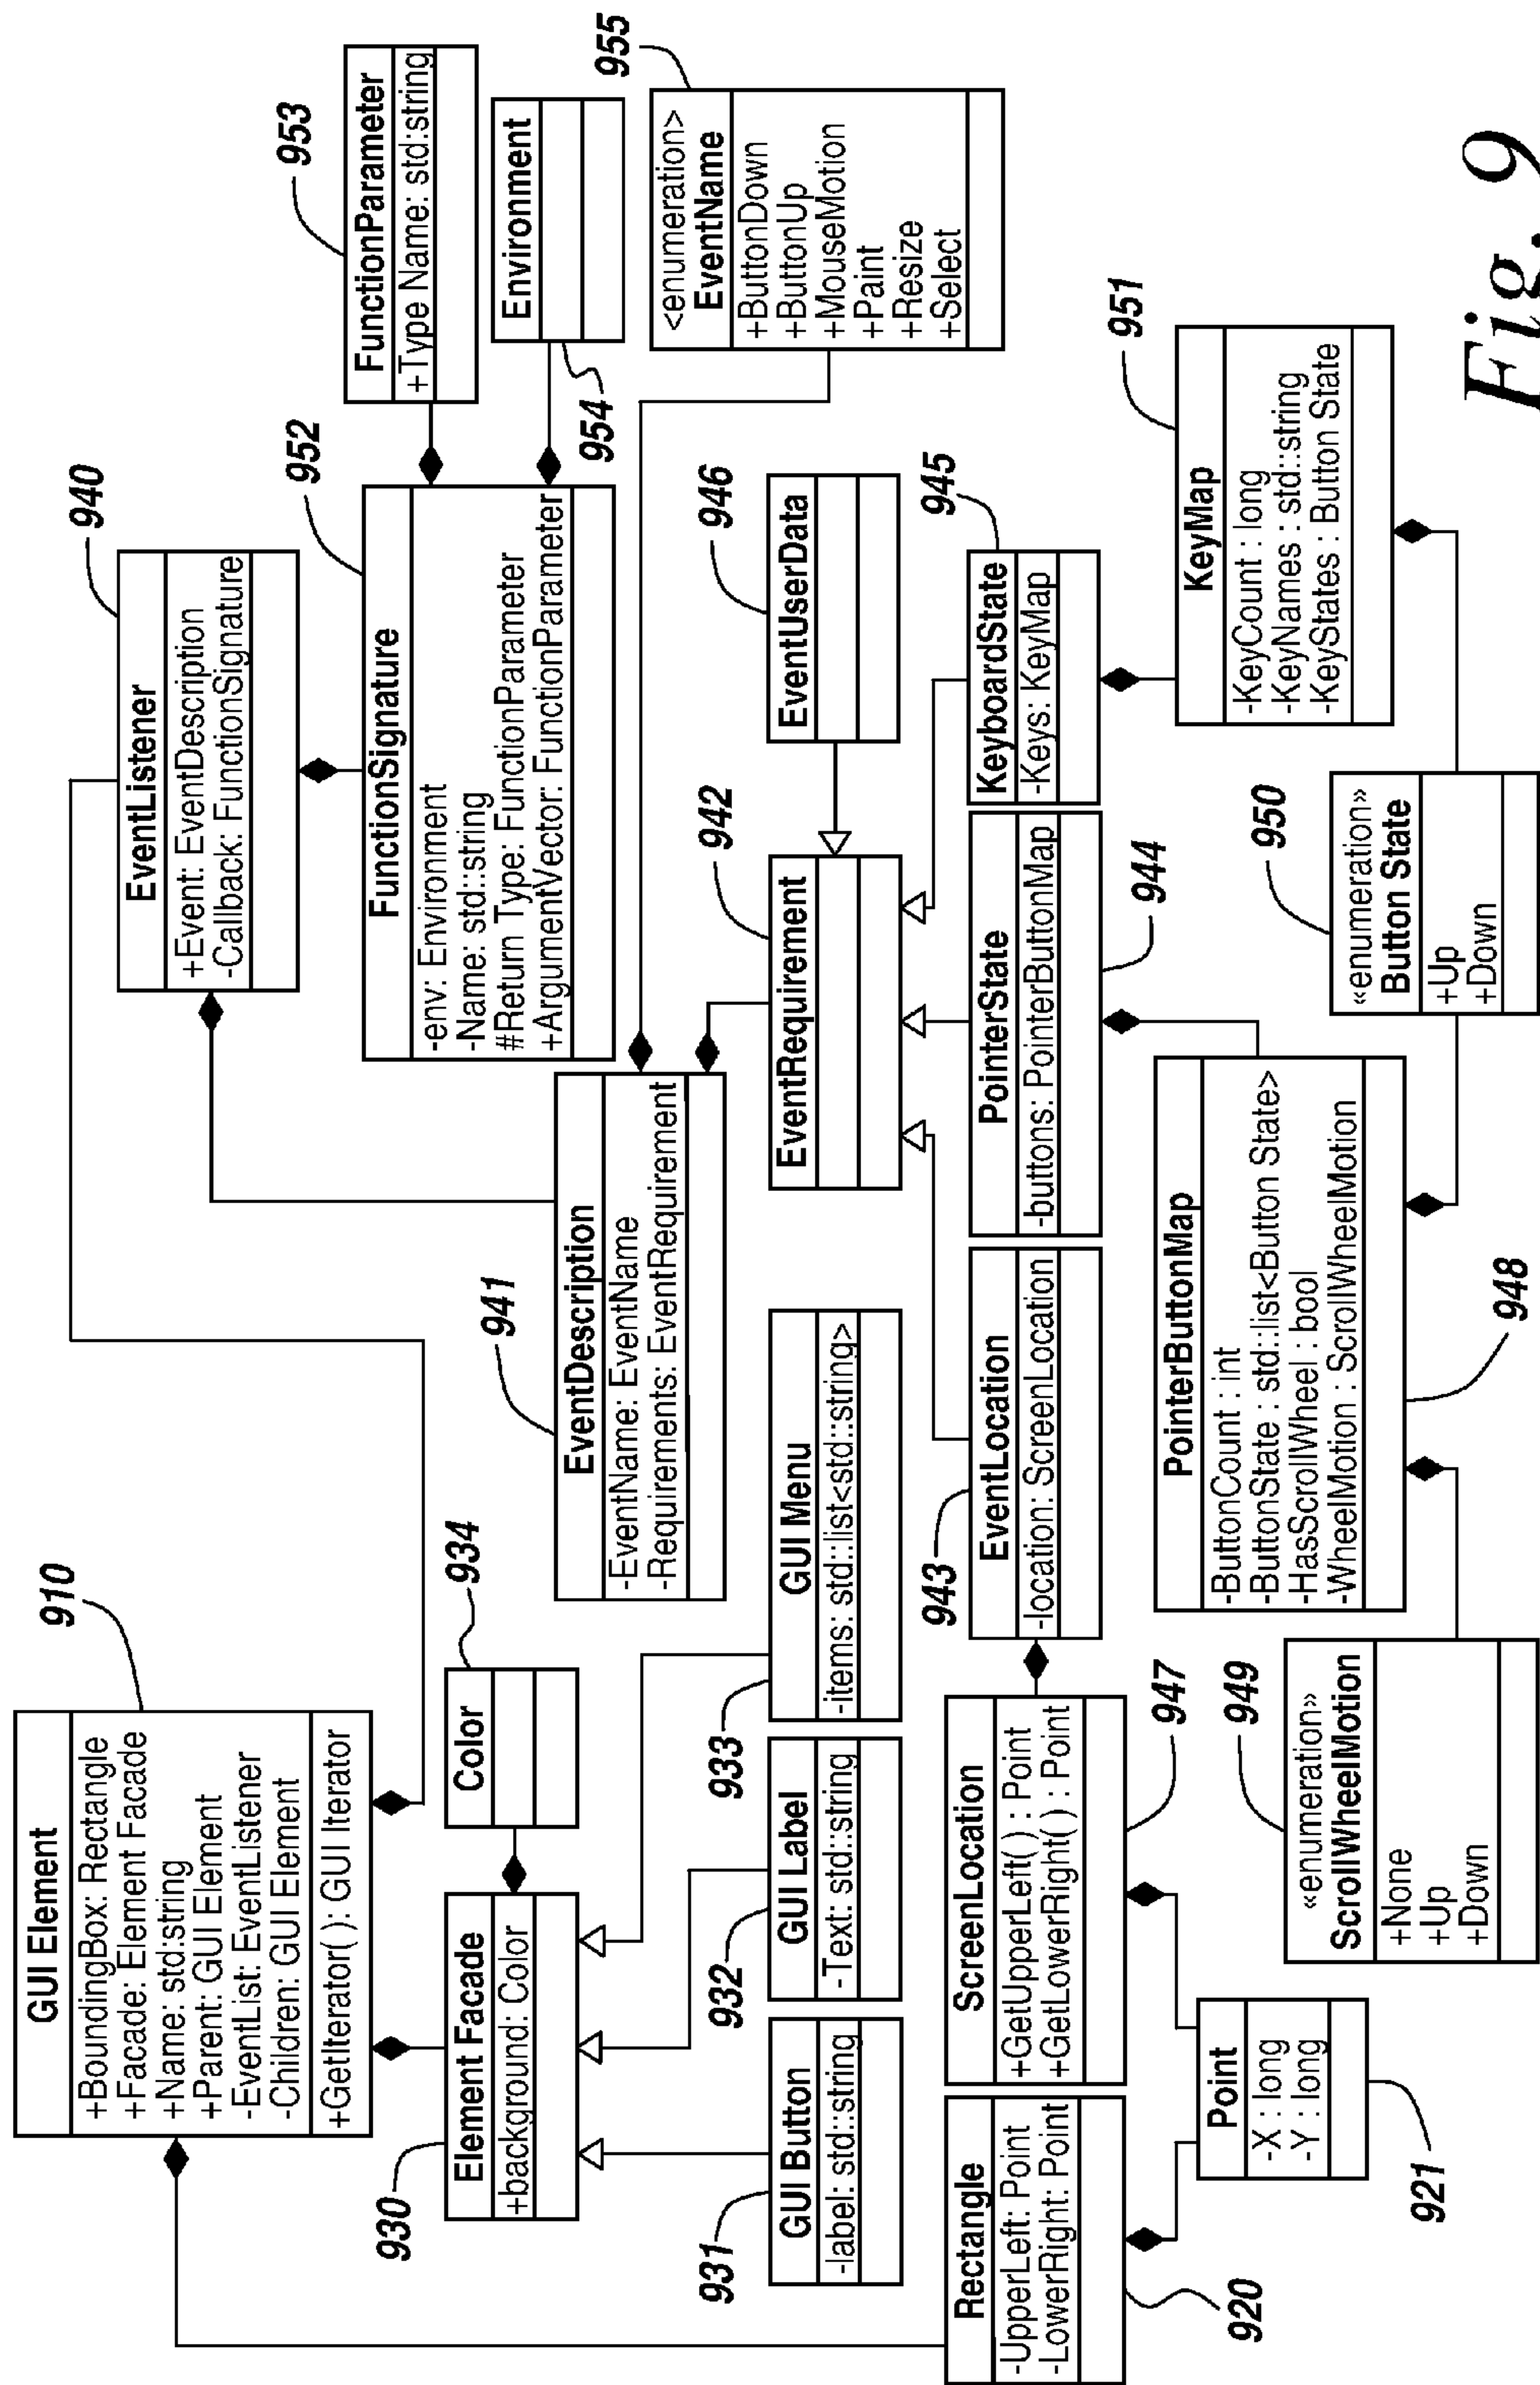 GUI Element
+BoundingBox: Rectangle
+Facade: Element Facade
+Name: std:string
+Parent: GUI Element
-EventList: EventListener
-Children: GUI Element
+GetIterator( ): GUI Iterator
910
EventListener
+Event: EventDescription
-Callback: FunctionSignature
940
FunctionSignature
-env: Environment
-Name: std::string
#Return Type: FunctionParameter
+ArgumentVector: FunctionParameter
952
FunctionParameter
+Type Name: std:string
953
Environment
954
<enumeration>
EventName
+ButtonDown
+ButtonUp
+MouseMotion
+Paint
+Resize
+Select
955
Element Facade
+background: Color
930
Color
934
EventDescription
-EventName: EventName
-Requirements: EventRequirement
941
GUI Button
-label: std::string
931
GUI Label
-Text: std::string
932
GUI Menu
-items: std::list<std::string>
933
EventRequirement
942
EventUserData
946
Rectangle
-UpperLeft: Point
-LowerRight: Point
920
ScreenLocation
+GetUpperLeft( ) : Point
+GetLowerRight( ) : Point
947
EventLocation
-location: ScreenLocation
943
PointerState
-buttons: PointerButtonMap
944
KeyboardState
-Keys: KeyMap
945
Point
-X : long
-Y : long
921
«enumeration»
ScrollWheelMotion
+None
+Up
+Down
949
PointerButtonMap
-ButtonCount : int
-ButtonState : std::list<Button State>
-HasScrollWheel : bool
-WheelMotion : ScrollWheelMotion
948
«enumeration»
Button State
+Up
+Down
950
KeyMap
-KeyCount : long
-KeyNames : std::string
-KeyStates : Button State
951
Fig. 9